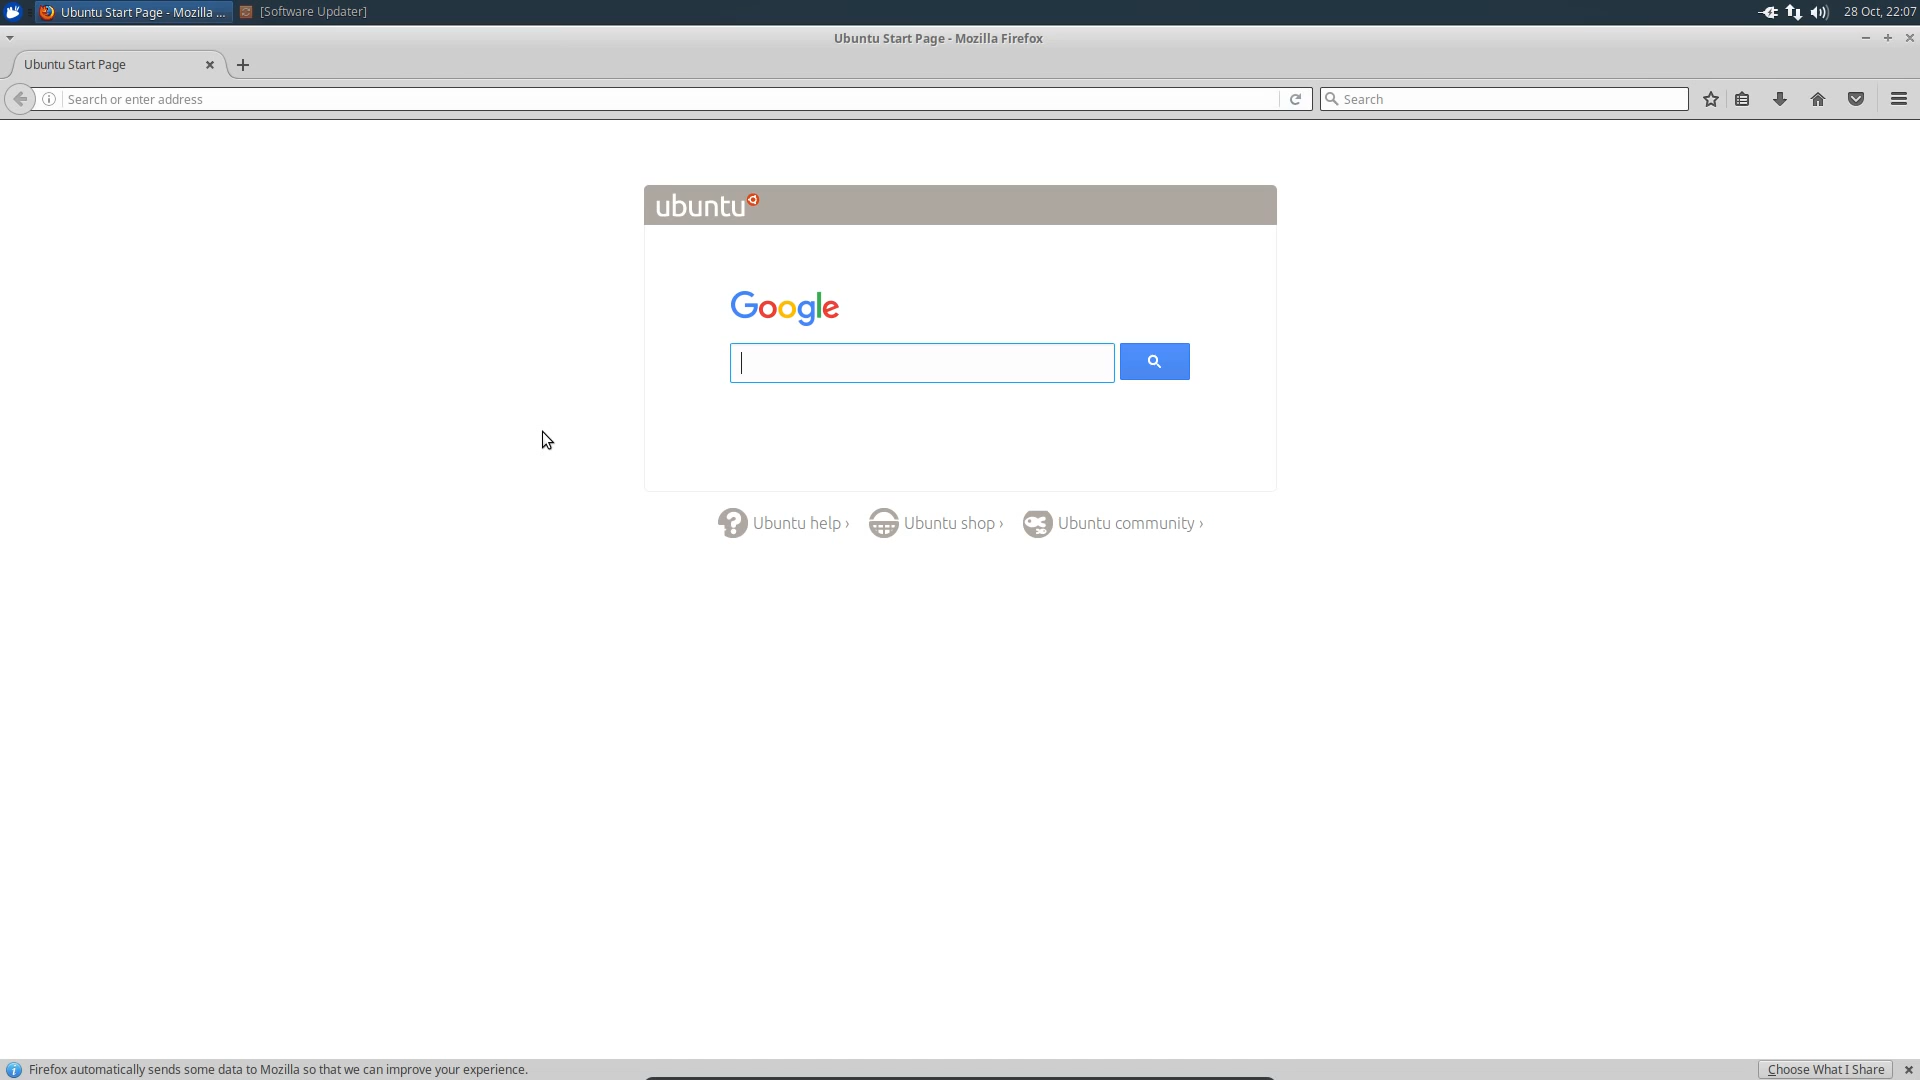 Ubuntu Start Page - Mozilla ... [Software Updater] 28 Oct, 22:07
Ubuntu Start Page - Mozilla Firefox
Ubuntu Start Page
Search or enter address Search
ubuntu
Google
Ubuntu help › Ubuntu shop › Ubuntu community ›
Firefox automatically sends some data to Mozilla so that we can improve your experience. Choose What I Share